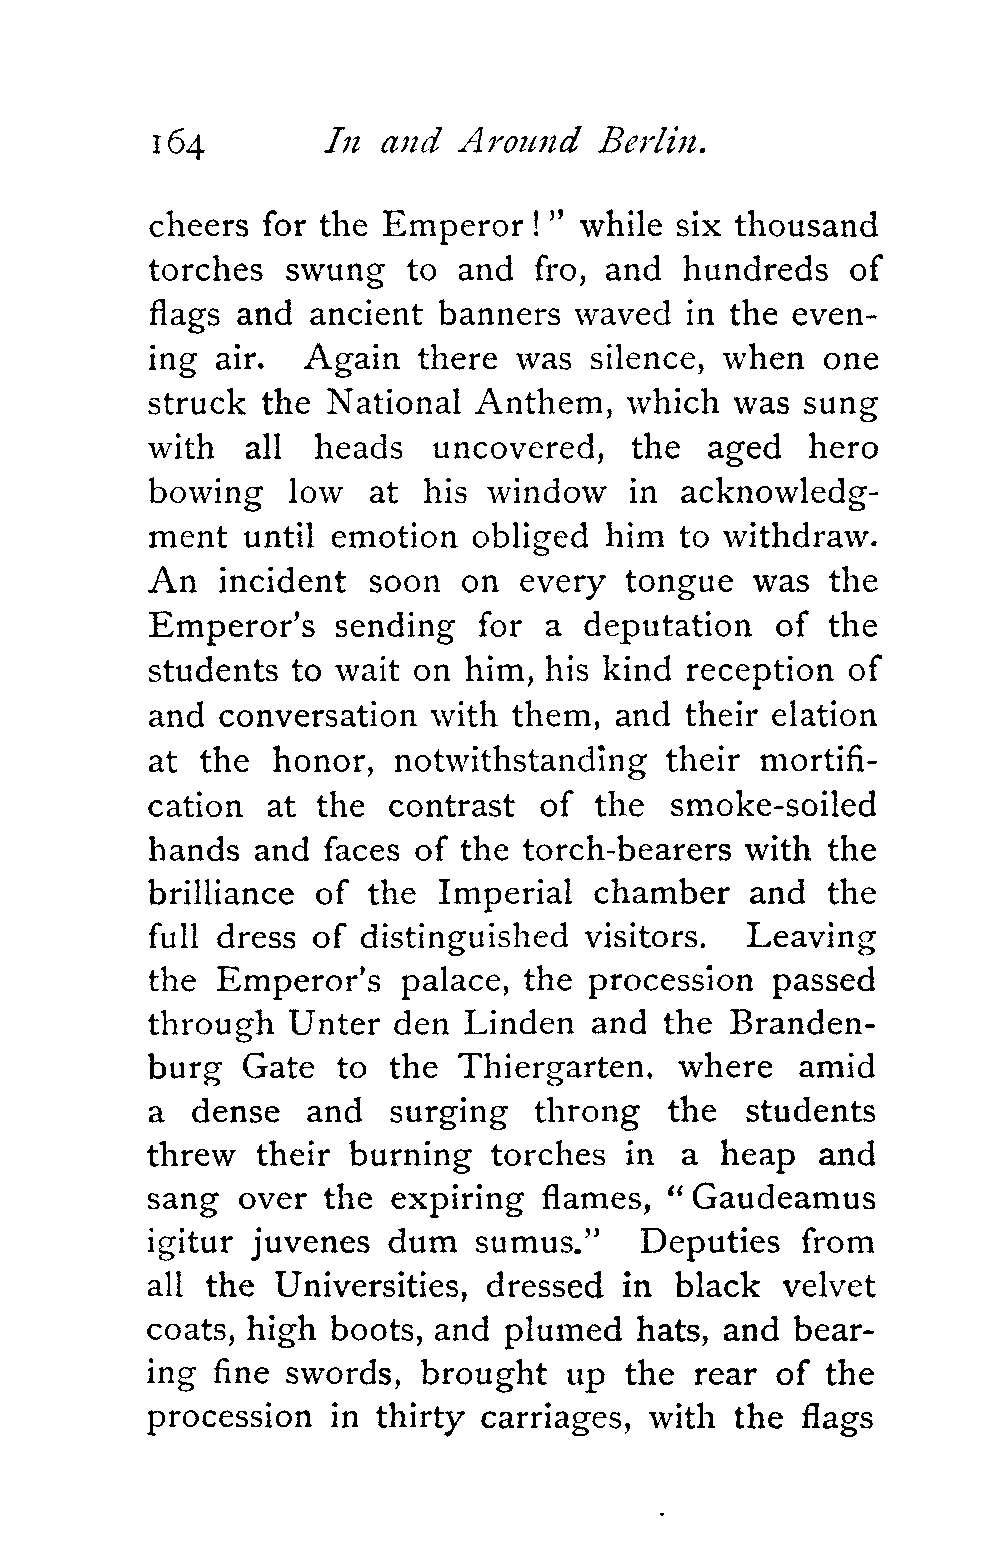 164 In and Around Berlin.
cheers for the Emperor!" while six thousand
torches swung to and fro, and hundreds of
flags and ancient banners waved in the even-
ing air. Again there was silence, when one
struck the National Anthem, which was sung
with all heads uncovered, the aged hero
bowing low at his window in acknowledg-
ment until emotion obliged him to withdraw.
An incident soon on every tongue was the
Emperor's sending for a deputation of the
students to wait on him, his kind reception of
and conversation with them, and their elation
at the honor, notwithstanding their mortifi-
cation at the contrast of the smoke-soiled
hands and faces of the torch-bearers with the
brilliance of the Imperial chamber and the
full dress of distinguished visitors. Leaving
the Emperor's palace, the procession passed
through Unter den Linden and the Branden-
burg Gate to the Thiergarten, where amid
a dense and surging throng the students
threw their burning torches in a heap and
sang over the expiring flames, "Gaudeamus
igitur juvenes dum sumus." Deputies from
all the Universities, dressed in black velvet
coats, high boots, and plumed hats, and bear-
ing fine swords, brought up the rear of the
procession in thirty carriages, with the flags